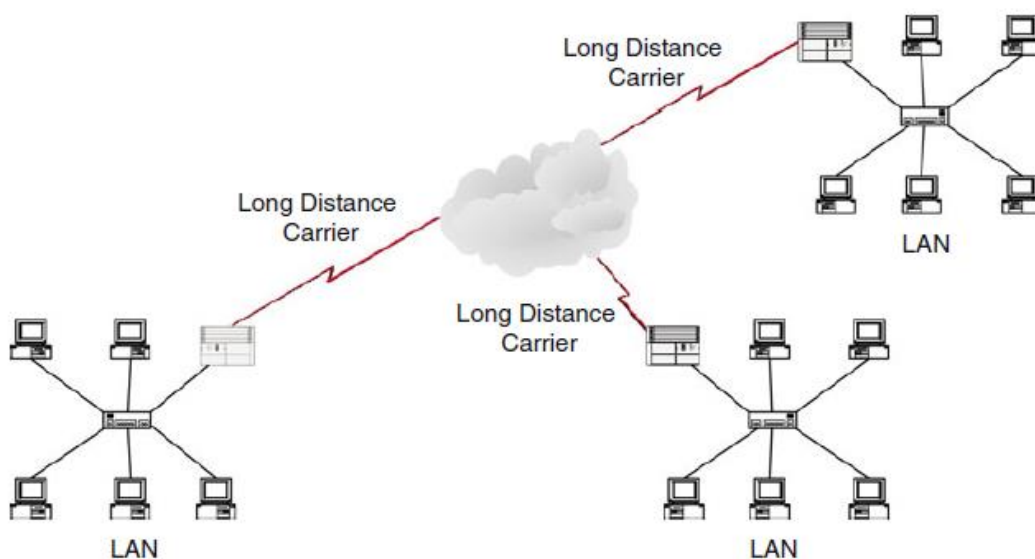 Long Distance
Carrier
LAN
Long Distance
Carrier
Long Distance
Carrier
LAN
LAN